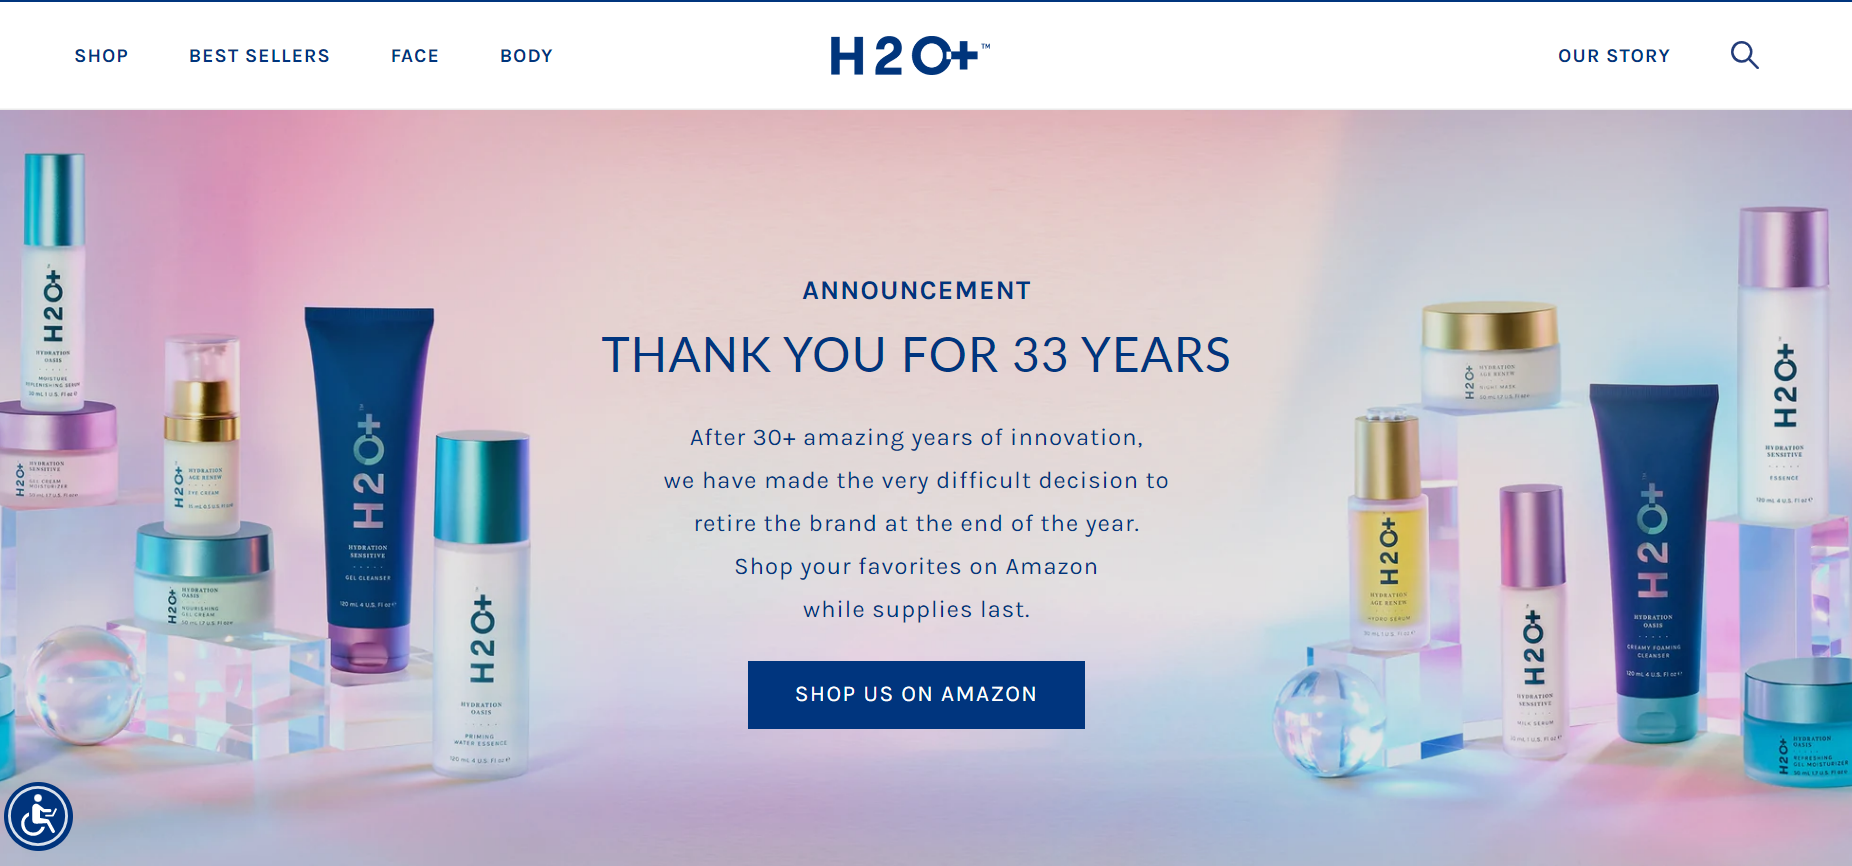 SHOP
BEST SELLERS
FACE
BODY
H2O+™
OUR STORY
ANNOUNCEMENT
THANK YOU FOR 33 YEARS
After 30+ amazing years of innovation,
we have made the very difficult decision to
retire the brand at the end of the year.
Shop your favorites on Amazon
while supplies last.
SHOP US ON AMAZON
H2O+
HYDRATION
OASIS
MOISTURE
REPLENISHING SERUM
H2O+
HYDRATION
SENSITIVE
GEL CREAM
MOISTURIZER
H2O+
HYDRATION
AGE RENEW
EYE CREAM
H2O+
HYDRATION
OASIS
NOURISHING
GEL CREAM
H2O+
HYDRATION
SENSITIVE
GEL CLEANSER
120 mL 4 U.S. Fl oz
H2O+
HYDRATION
OASIS
PRIMING
WATER ESSENCE
120 mL 4 U.S. Fl oz
H2O+
HYDRATION
AGE RENEW
NIGHT MASK
H2O+
HYDRATION
AGE RENEW
HYDRO SERUM
H2O+
HYDRATION
SENSITIVE
MILK SERUM
H2O+
HYDRATION
OASIS
CREAMY FOAMING
CLEANSER
120 mL 4 U.S. Fl oz
H2O+
HYDRATION
SENSITIVE
ESSENCE
120 mL 4 U.S. Fl oz
H2O+
HYDRATION
OASIS
REFRESHING
GEL MOISTURIZER